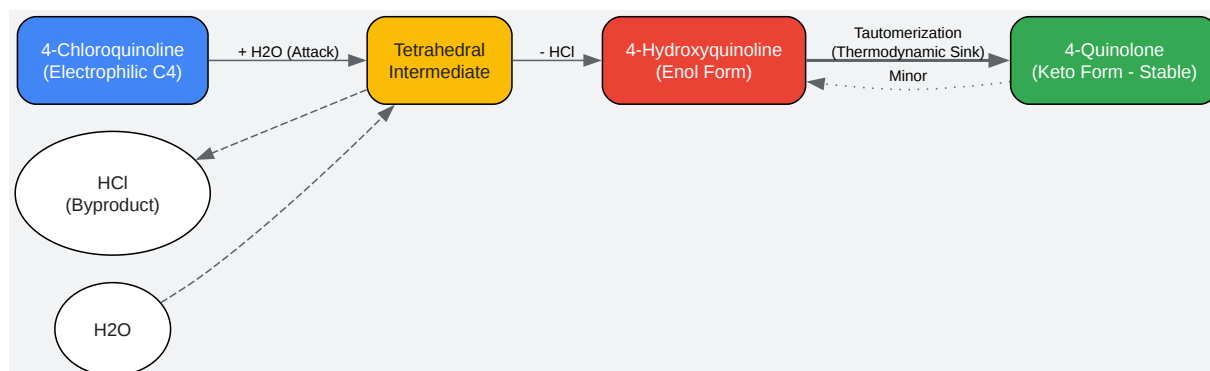 4-Chloroquinoline
(Electrophilic C4)
+ H2O (Attack)
Tetrahedral
Intermediate
- HCl
4-Hydroxyquinoline
(Enol Form)
Tautomerization
(Thermodynamic Sink)
Minor
4-Quinolone
(Keto Form - Stable)
HCl
(Byproduct)
H2O